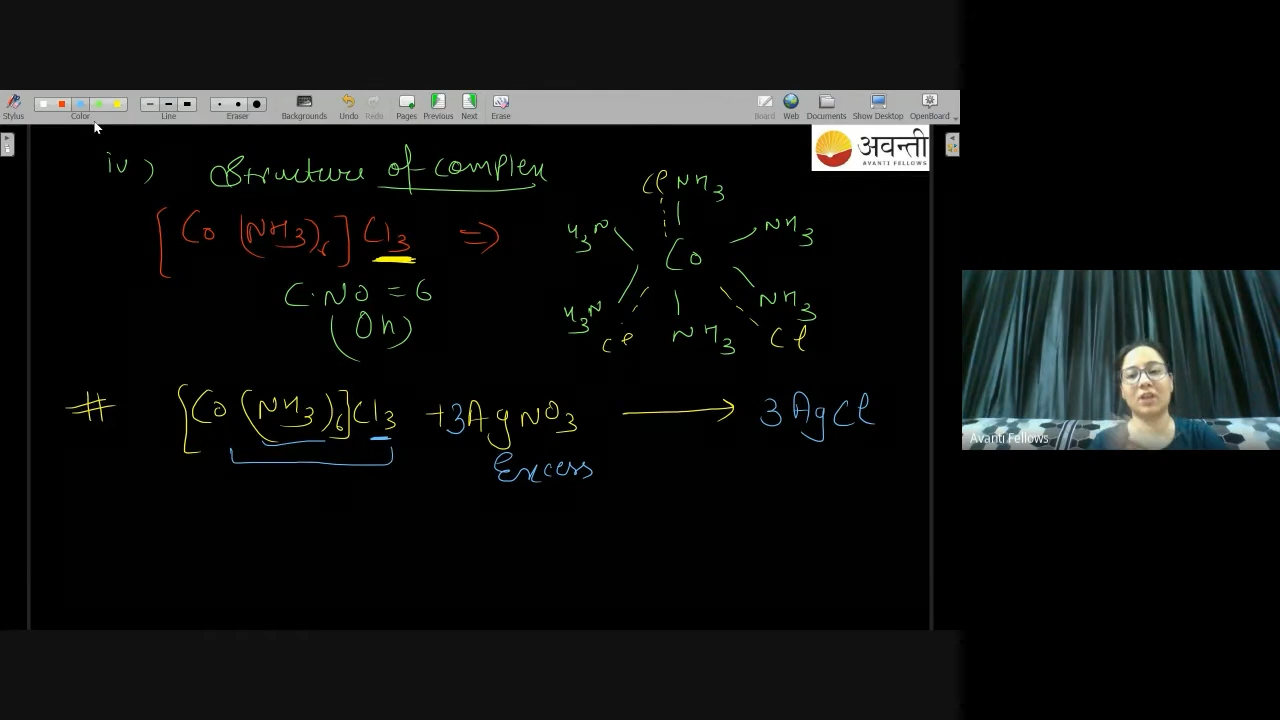 Stylus
Color
Line
Eraser
Backgrounds
Undo
Redo
Pages
Previous
Next
Erase
Board
Web
Documents
Show Desktop
OpenBoard
अवन्ती
AVANTI FELLOWS
iv) Structure of complex
[Co (NH3)6] Cl3 =>
C.NO = 6
(Oh)
Cl NH3
H3N
NH3
Co
H3N
NH3
Cl
NH3
Cl
# [Co (NH3)6]Cl3 + 3AgNO3 ⟶ 3AgCl
Excess
Avanti Fellows